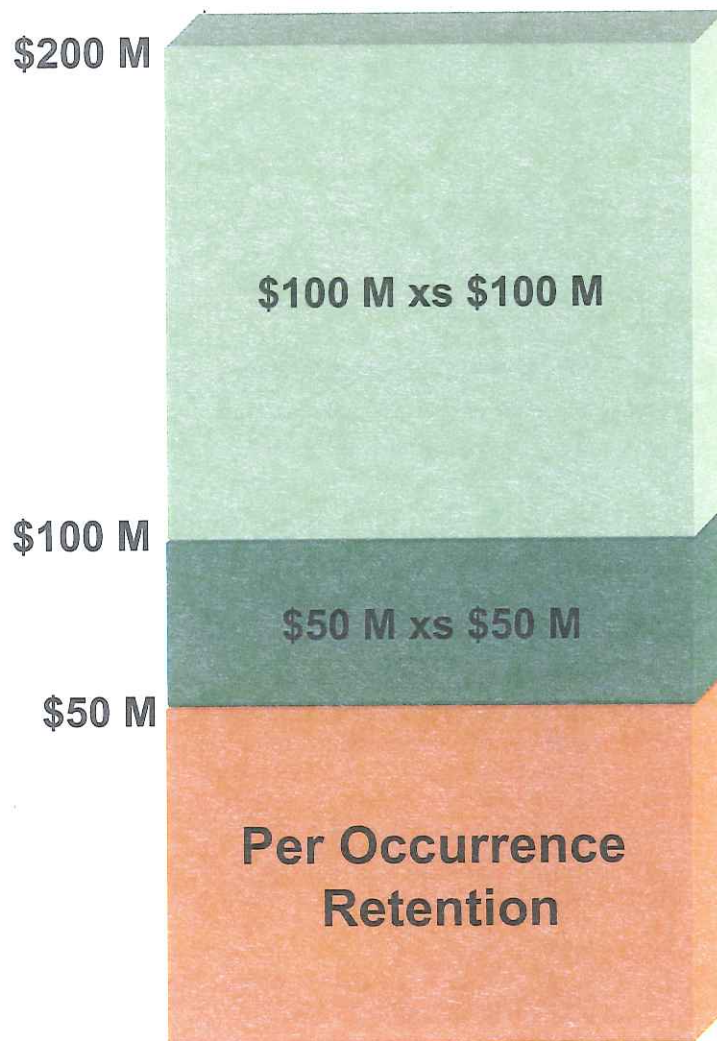 $200 M
$100 M xs $100 M
$100 M
$50 M xs $50 M
$50 M
Per Occurrence
Retention